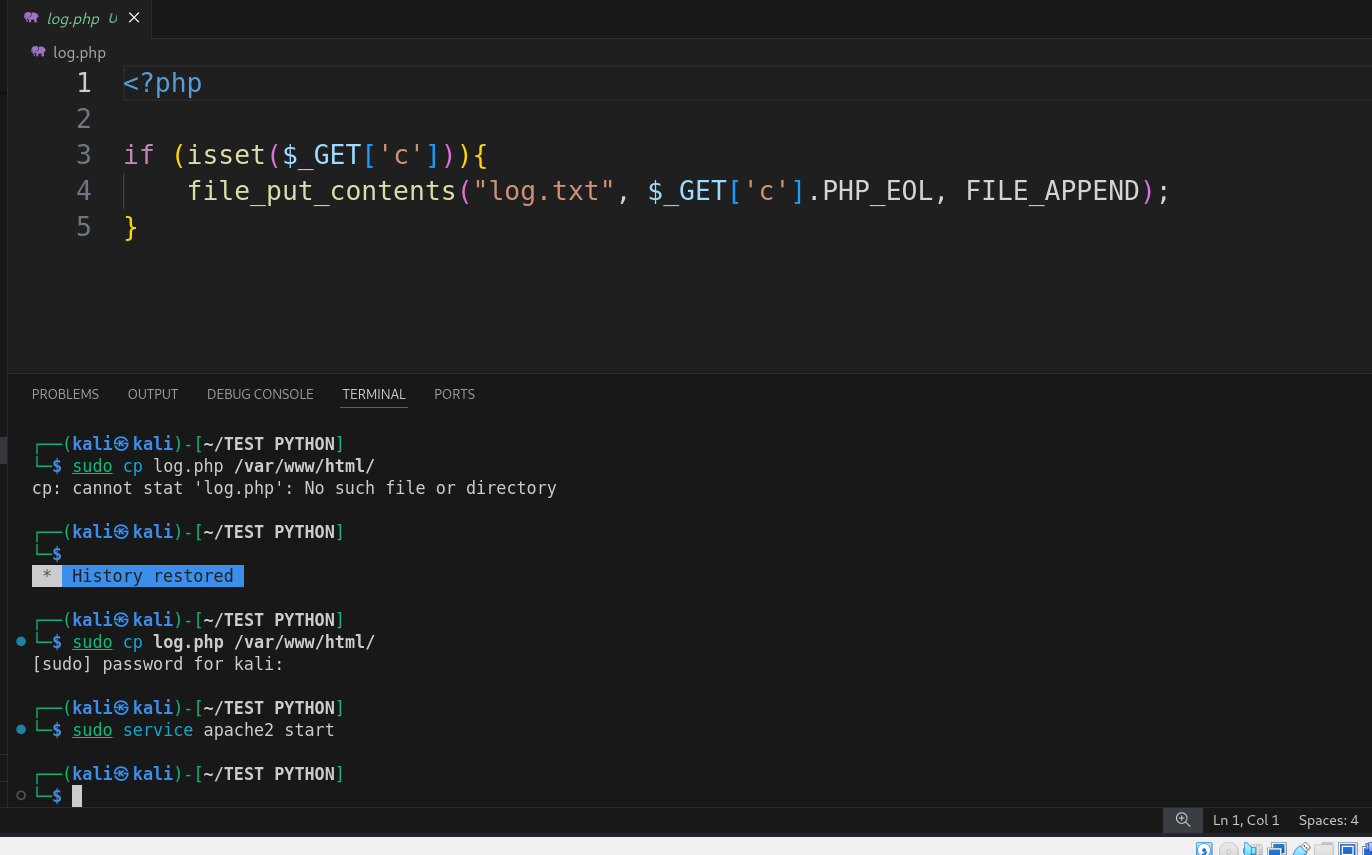 log.php U ×
log.php
1 <?php
2
3 if (isset($_GET['c'])){
4     file_put_contents("log.txt", $_GET['c'].PHP_EOL, FILE_APPEND);
5 }
PROBLEMS OUTPUT DEBUG CONSOLE TERMINAL PORTS
┌──(kali㉿kali)-[~/TEST PYTHON]
└─$ sudo cp log.php /var/www/html/
cp: cannot stat 'log.php': No such file or directory
┌──(kali㉿kali)-[~/TEST PYTHON]
└─$
* History restored
┌──(kali㉿kali)-[~/TEST PYTHON]
└─$ sudo cp log.php /var/www/html/
[sudo] password for kali:
┌──(kali㉿kali)-[~/TEST PYTHON]
└─$ sudo service apache2 start
┌──(kali㉿kali)-[~/TEST PYTHON]
└─$
Ln 1, Col 1 Spaces: 4